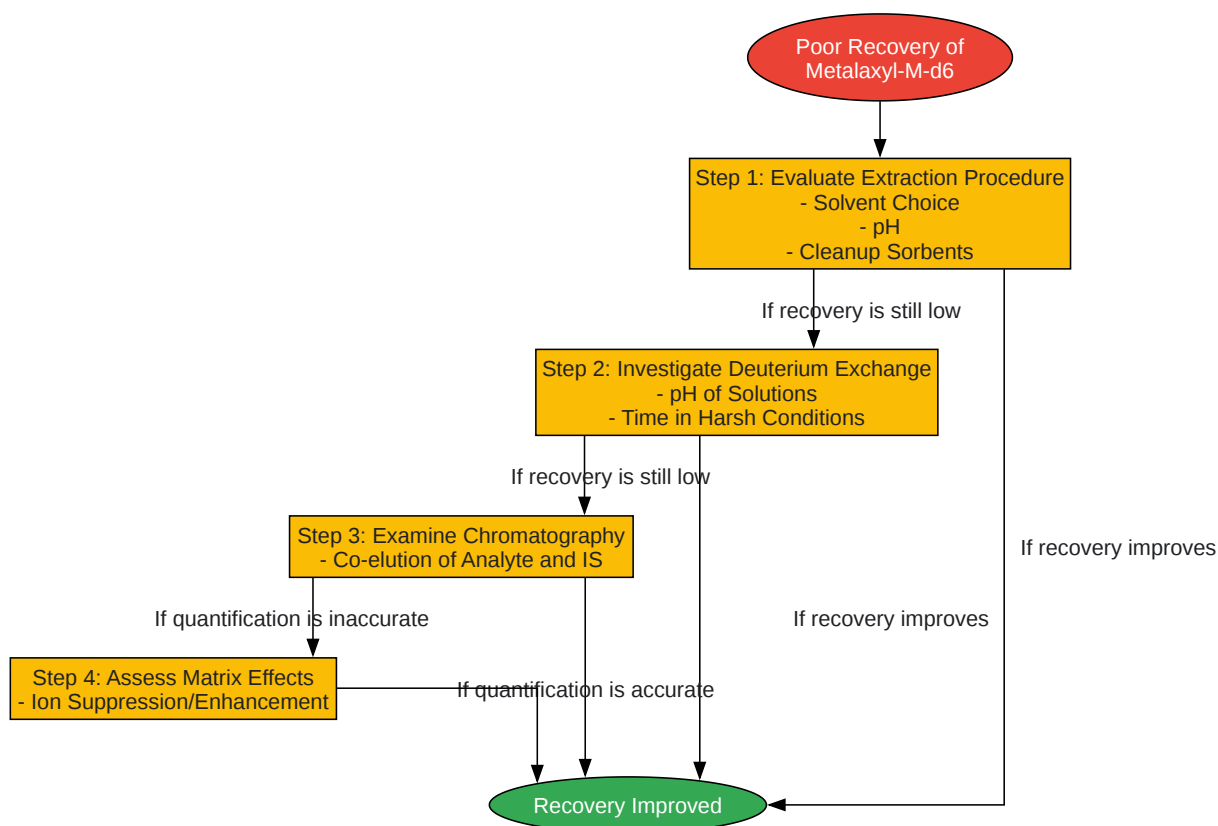 Poor Recovery of
Metalaxyl-M-d6
Step 1: Evaluate Extraction Procedure
- Solvent Choice
- pH
- Cleanup Sorbents
If recovery is still low
Step 2: Investigate Deuterium Exchange
- pH of Solutions
- Time in Harsh Conditions
If recovery is still low
Step 3: Examine Chromatography
- Co-elution of Analyte and IS
If recovery improves
If quantification is inaccurate
If recovery improves
Step 4: Assess Matrix Effects
- Ion Suppression/Enhancement
If quantification is accurate
Recovery Improved